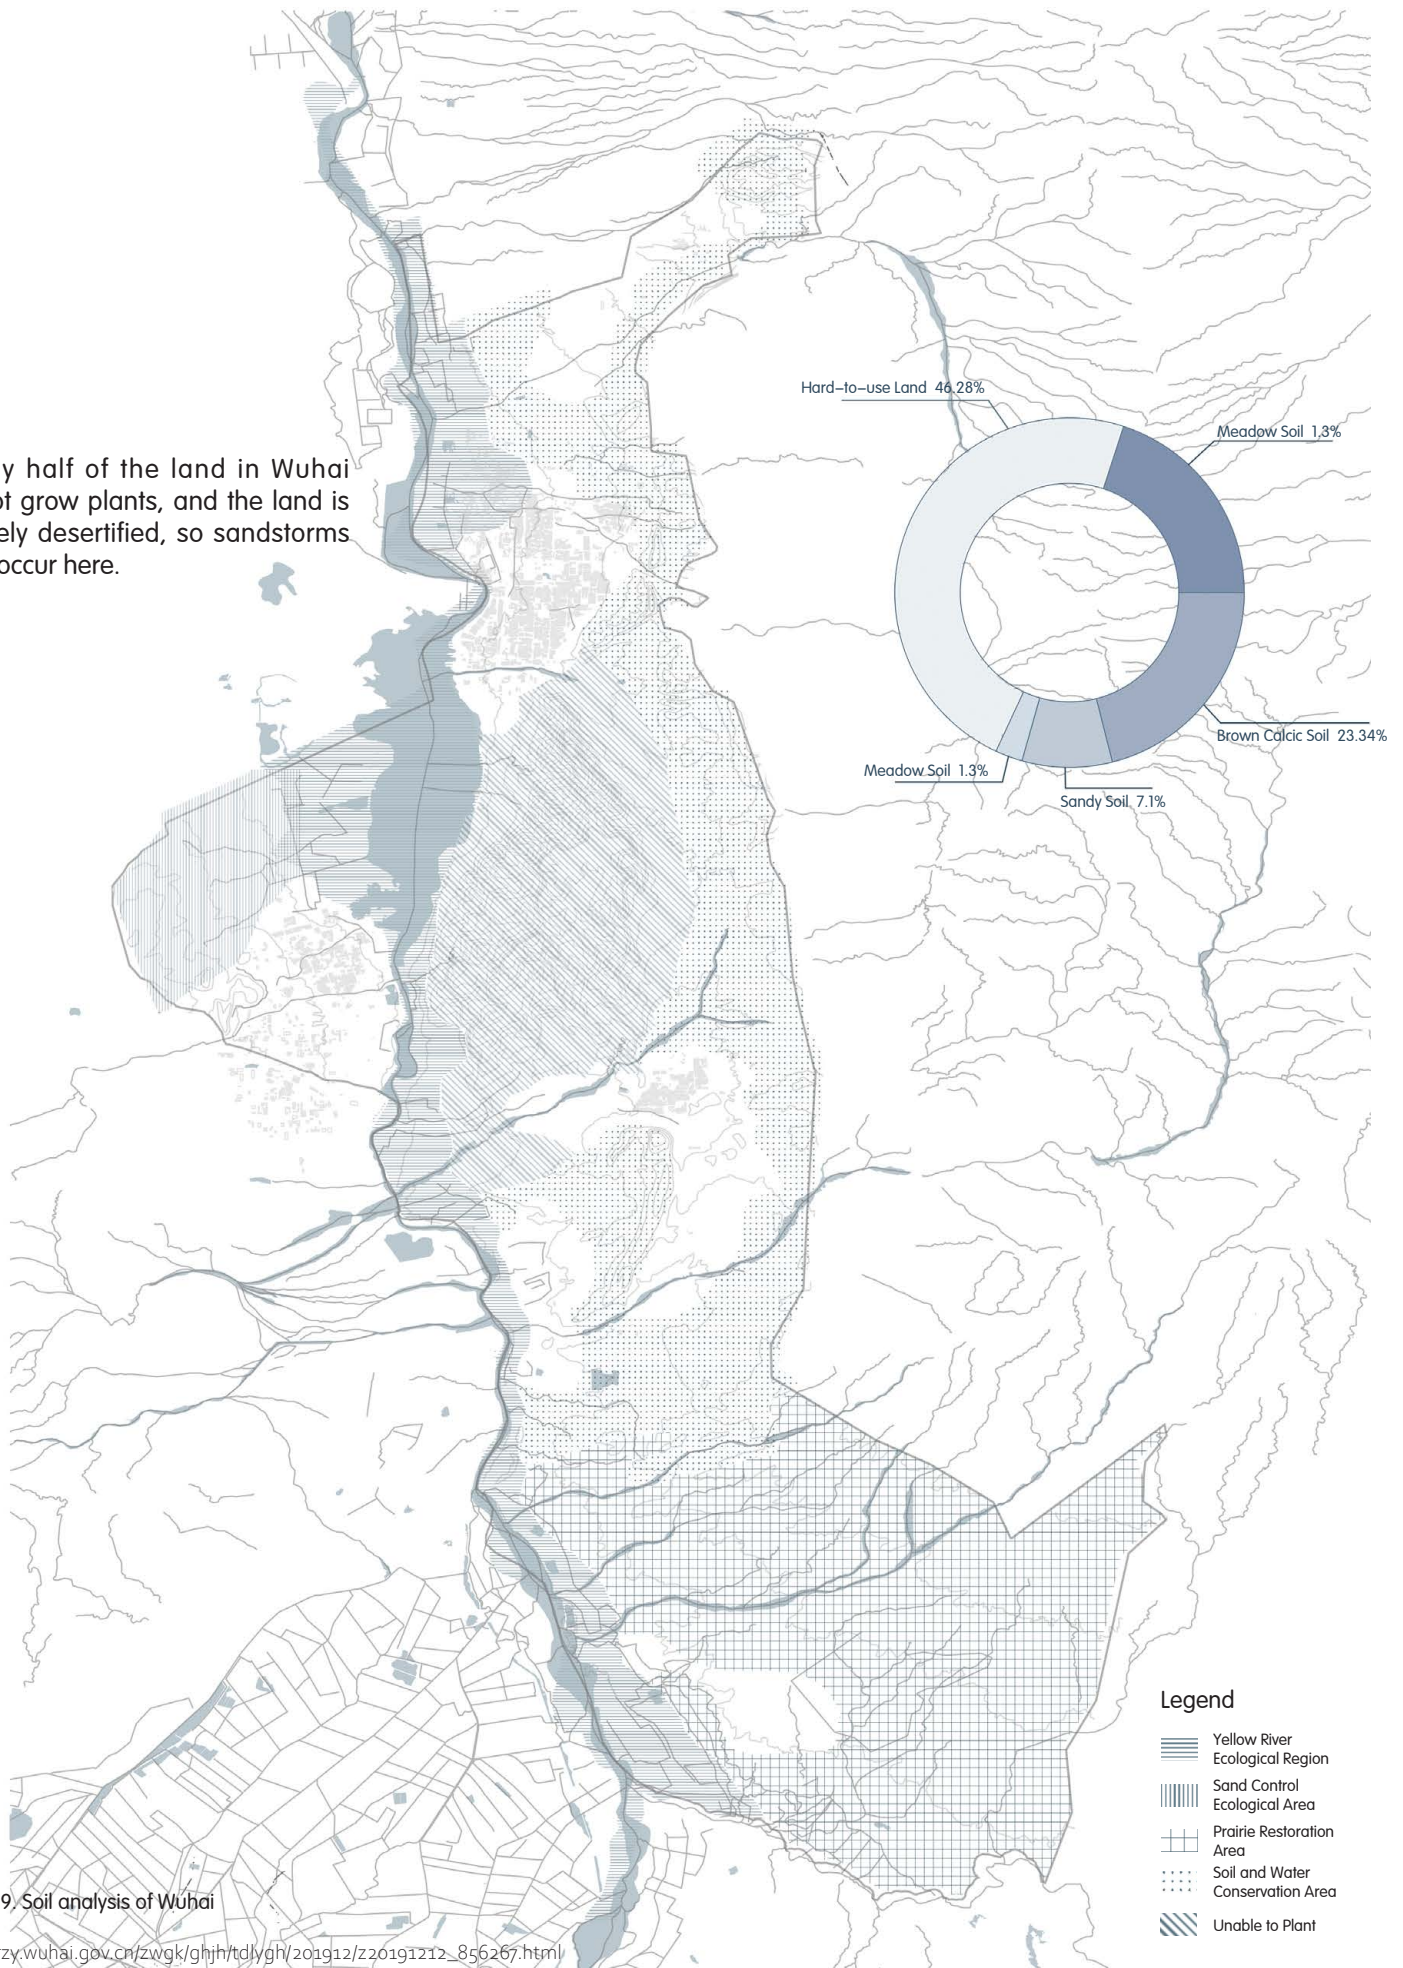 Hard-to-use Land 46.28%
Meadow Soil 1.3%
y half of the land in Wuhai
ot grow plants, and the land is
ely desertified, so sandstorms
occur here.
Brown Calcic Soil 23.34%
Meadow Soil 1.3%
Sandy Soil 7.1%
Legend
Yellow River
Ecological Region
Sand Control
Ecological Area
Prairie Restoration
Area
Soil and Water
Conservation Area
Unable to Plant
9. Soil analysis of Wuhai
rzy.wuhai.gov.cn/zwgk/ghjh/tdlygh/201912/z20191212_856267.html